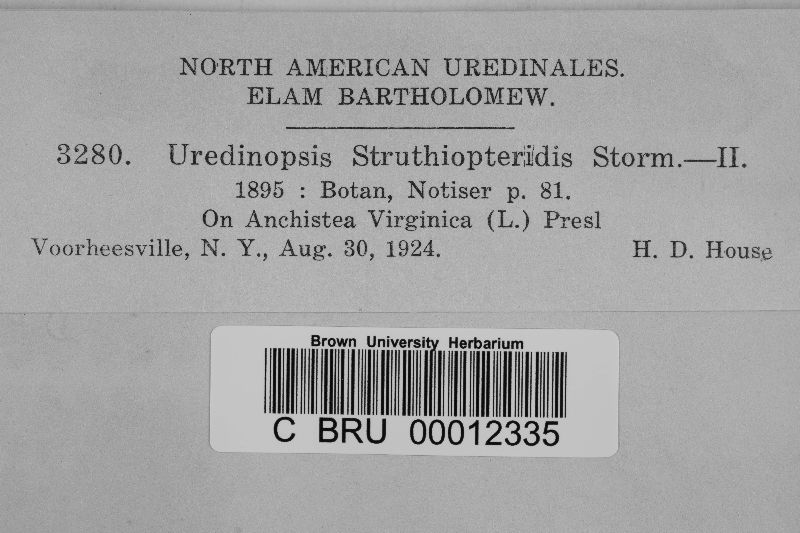 NORTH AMERICAN UREDINALES.
ELAM BARTHOLOMEW.
3280. Uredinopsis Struthiopteridis Storm.—II.
1895 : Botan, Notiser p. 81.
On Anchistea Virginica (L.) Presl
Voorheesville, N. Y., Aug. 30, 1924. H. D. House
Brown University Herbarium
C BRU 00012335